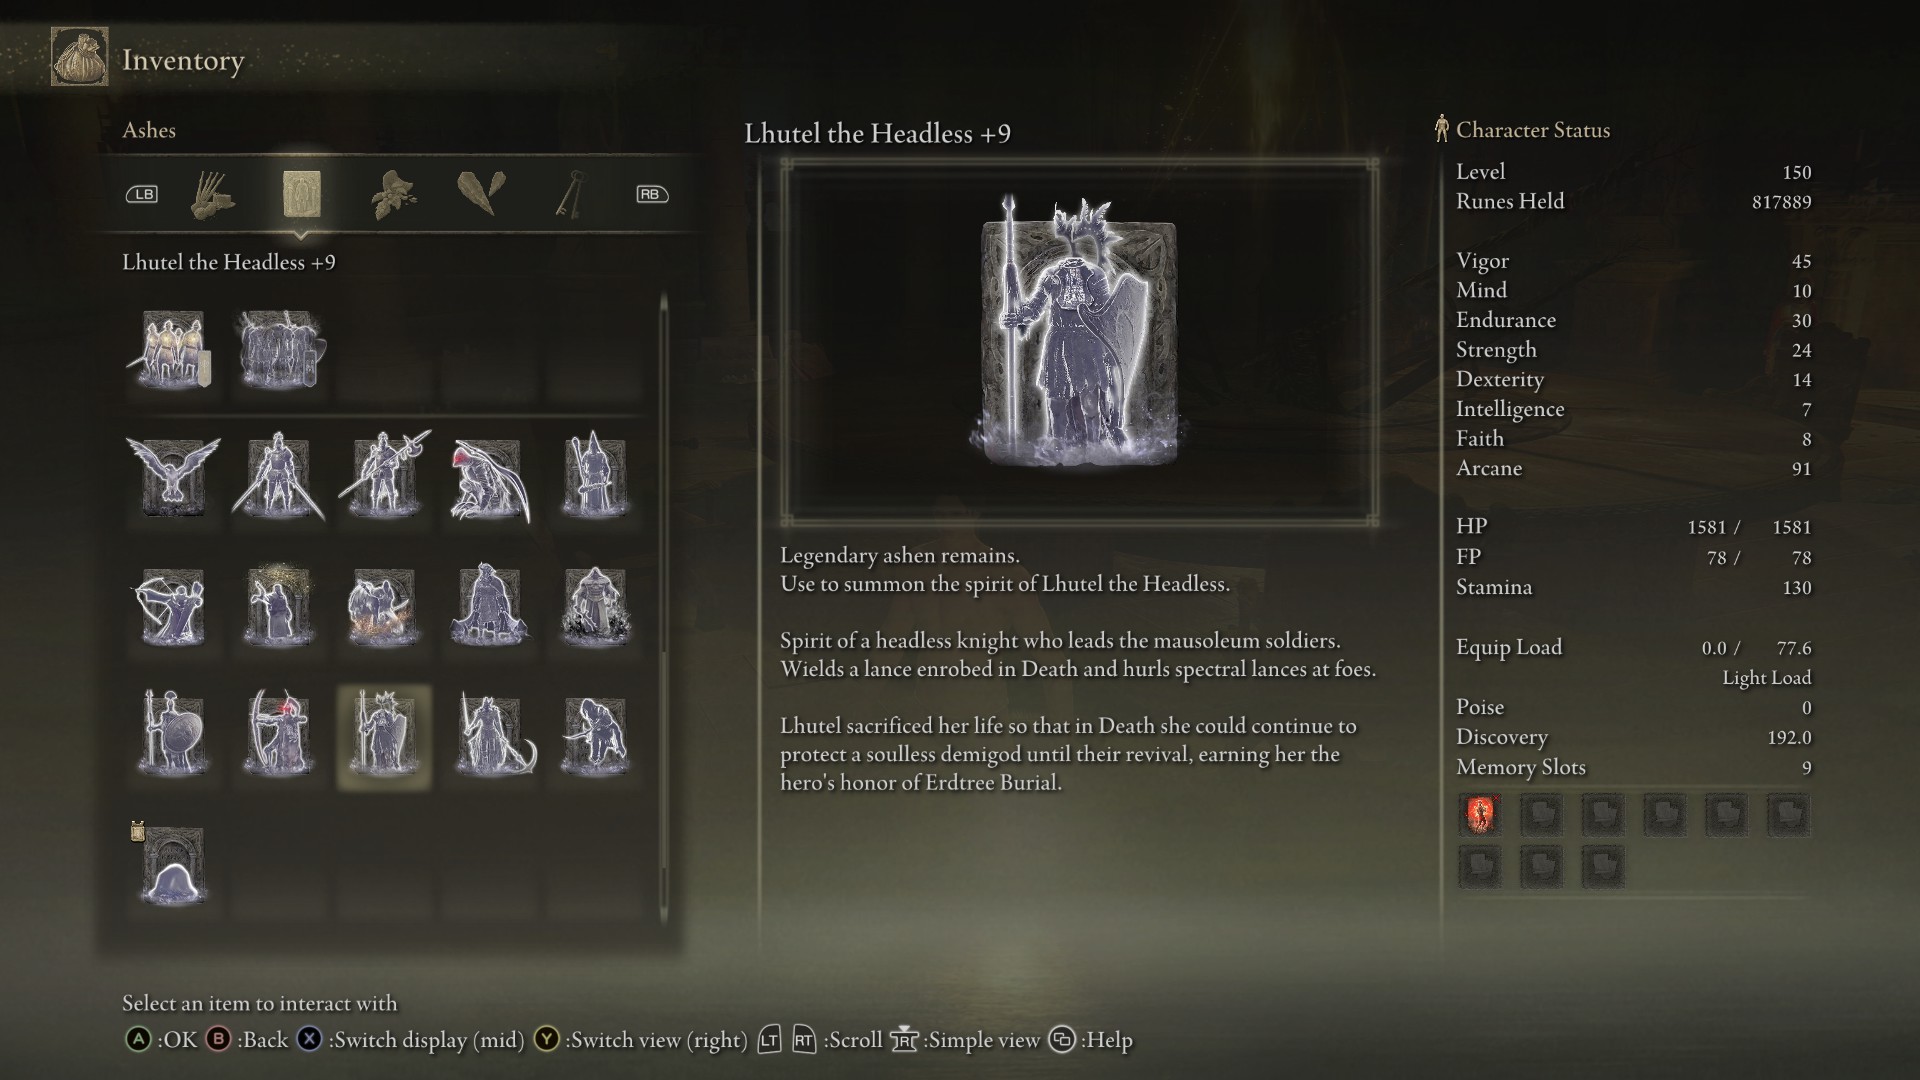 Inventory
Ashes
LB
RB
Lhutel the Headless +9
Lhutel the Headless +9
Legendary ashen remains.
Use to summon the spirit of Lhutel the Headless.
Spirit of a headless knight who leads the mausoleum soldiers.
Wields a lance enrobed in Death and hurls spectral lances at foes.
Lhutel sacrificed her life so that in Death she could continue to
protect a soulless demigod until their revival, earning her the
hero's honor of Erdtree Burial.
Character Status
Level 150
Runes Held 817889
Vigor 45
Mind 10
Endurance 30
Strength 24
Dexterity 14
Intelligence 7
Faith 8
Arcane 91
HP 1581 / 1581
FP 78 / 78
Stamina 130
Equip Load 0.0 / 77.6
Light Load
Poise 0
Discovery 192.0
Memory Slots 9
Select an item to interact with
A :OK B :Back X :Switch display (mid) Y :Switch view (right) LT RT :Scroll R :Simple view :Help